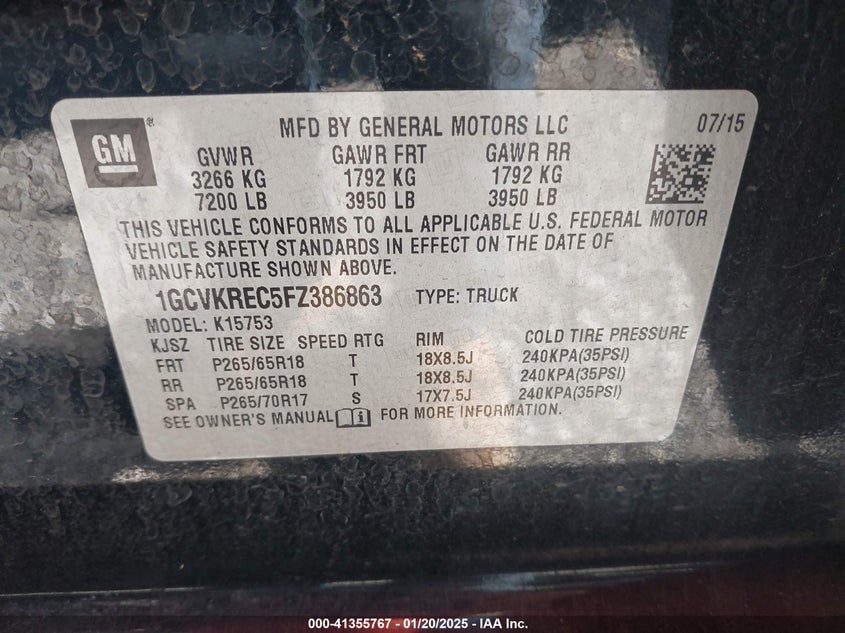 GM
MFD BY GENERAL MOTORS LLC 07/15
GVWR GAWR FRT GAWR RR
3266 KG 1792 KG 1792 KG
7200 LB 3950 LB 3950 LB
THIS VEHICLE CONFORMS TO ALL APPLICABLE U.S. FEDERAL MOTOR
VEHICLE SAFETY STANDARDS IN EFFECT ON THE DATE OF
MANUFACTURE SHOWN ABOVE.
1GCVKREC5FZ386863 TYPE: TRUCK
MODEL: K15753
KJSZ TIRE SIZE SPEED RTG RIM COLD TIRE PRESSURE
FRT P265/65R18 T 18X8.5J 240KPA(35PSI)
RR P265/65R18 T 18X8.5J 240KPA(35PSI)
SPA P265/70R17 S 17X7.5J 240KPA(35PSI)
SEE OWNER'S MANUAL FOR MORE INFORMATION.
000-41355767 - 01/20/2025 - IAA Inc.